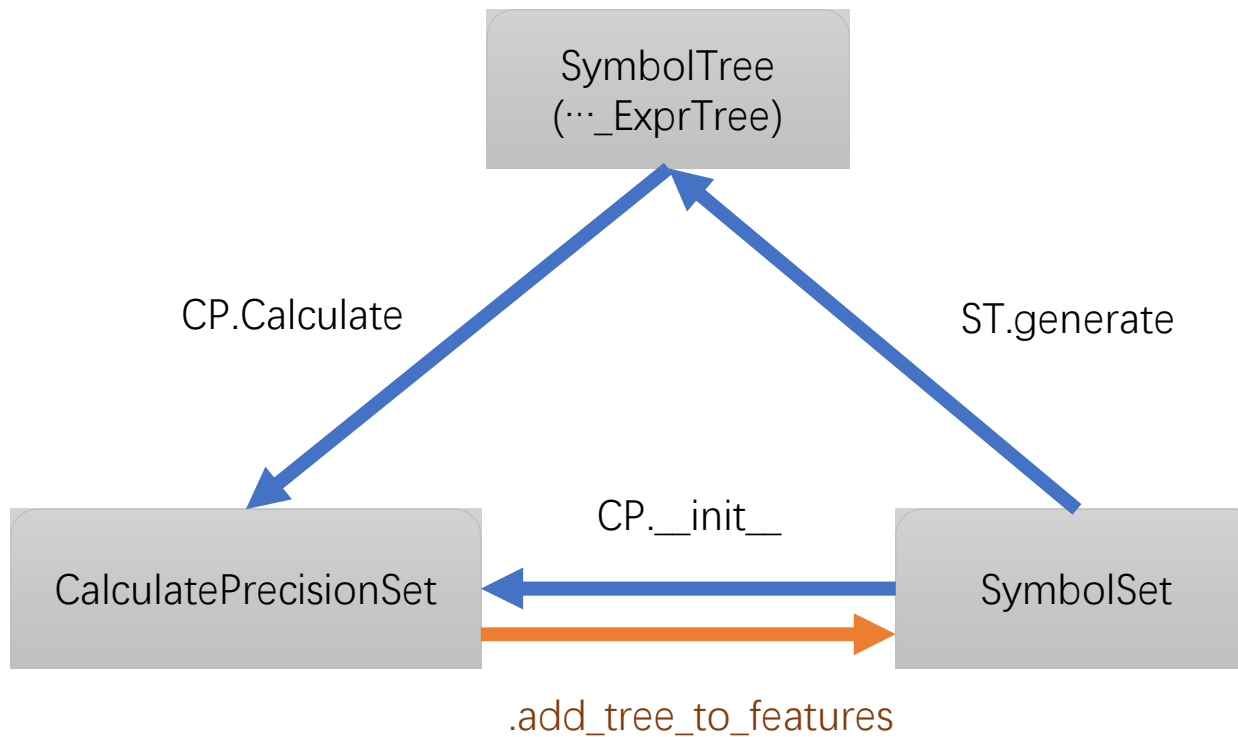 SymbolTree
(···_ExprTree)
CP.Calculate
ST.generate
CP.__init__
CalculatePrecisionSet
SymbolSet
.add_tree_to_features